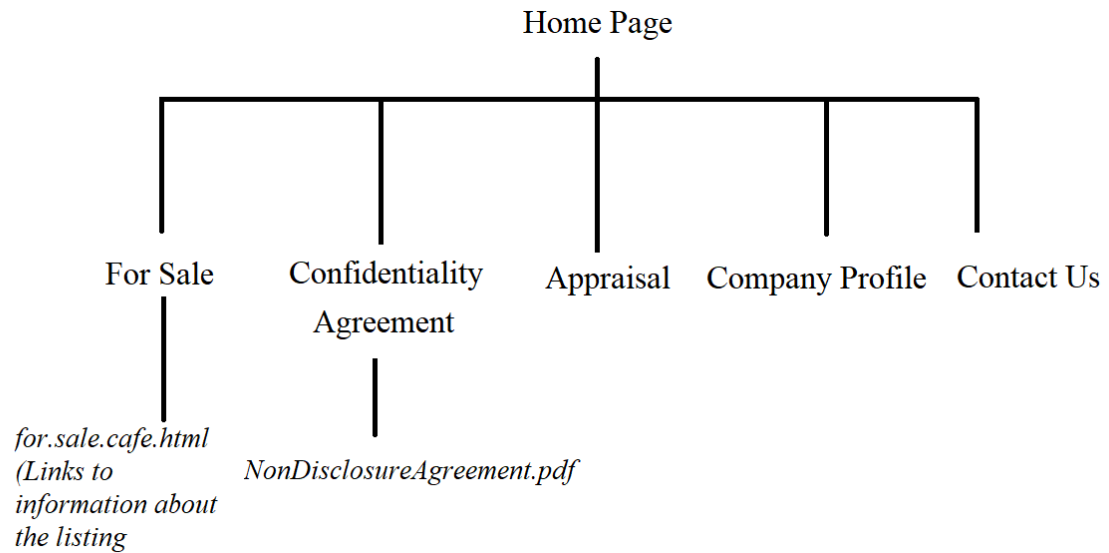 Home Page
For Sale
Confidentiality
Agreement
Appraisal
Company Profile
Contact Us
for.sale.cafe.html
(Links to
information about
the listing
NonDisclosureAgreement.pdf